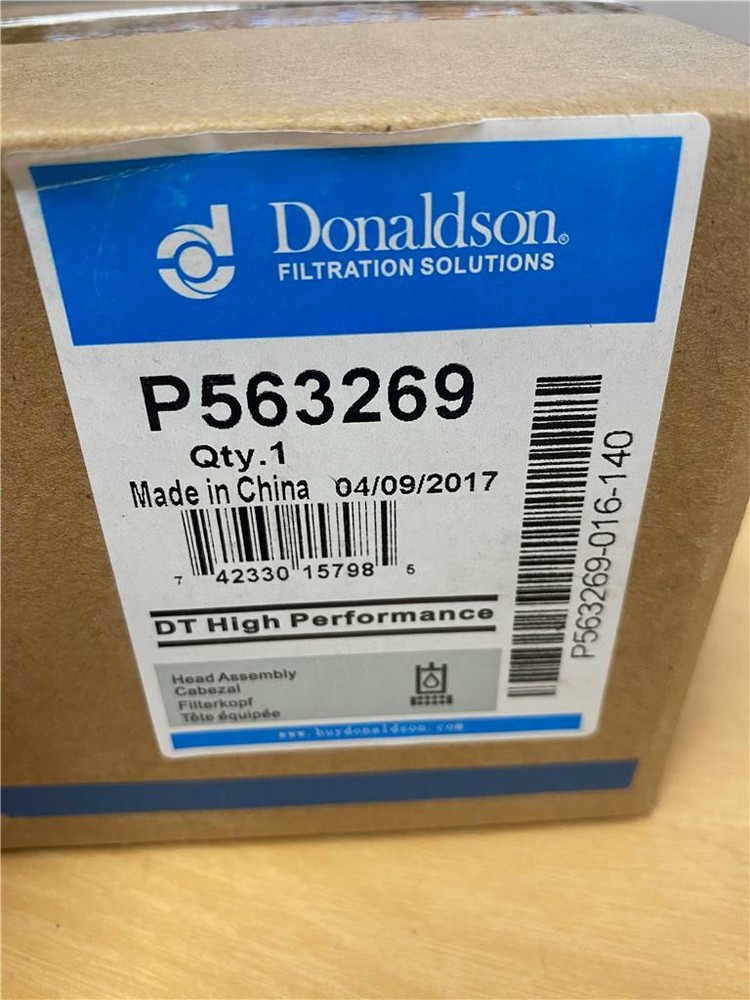 Donaldson®
FILTRATION SOLUTIONS
P563269
Qty.1
Made in China 04/09/2017
7 42330 15798 5
DT High Performance
Head Assembly
Cabezal
Filterkopf
Tête équipée
www.buydonaldson.com
P563269-016-140